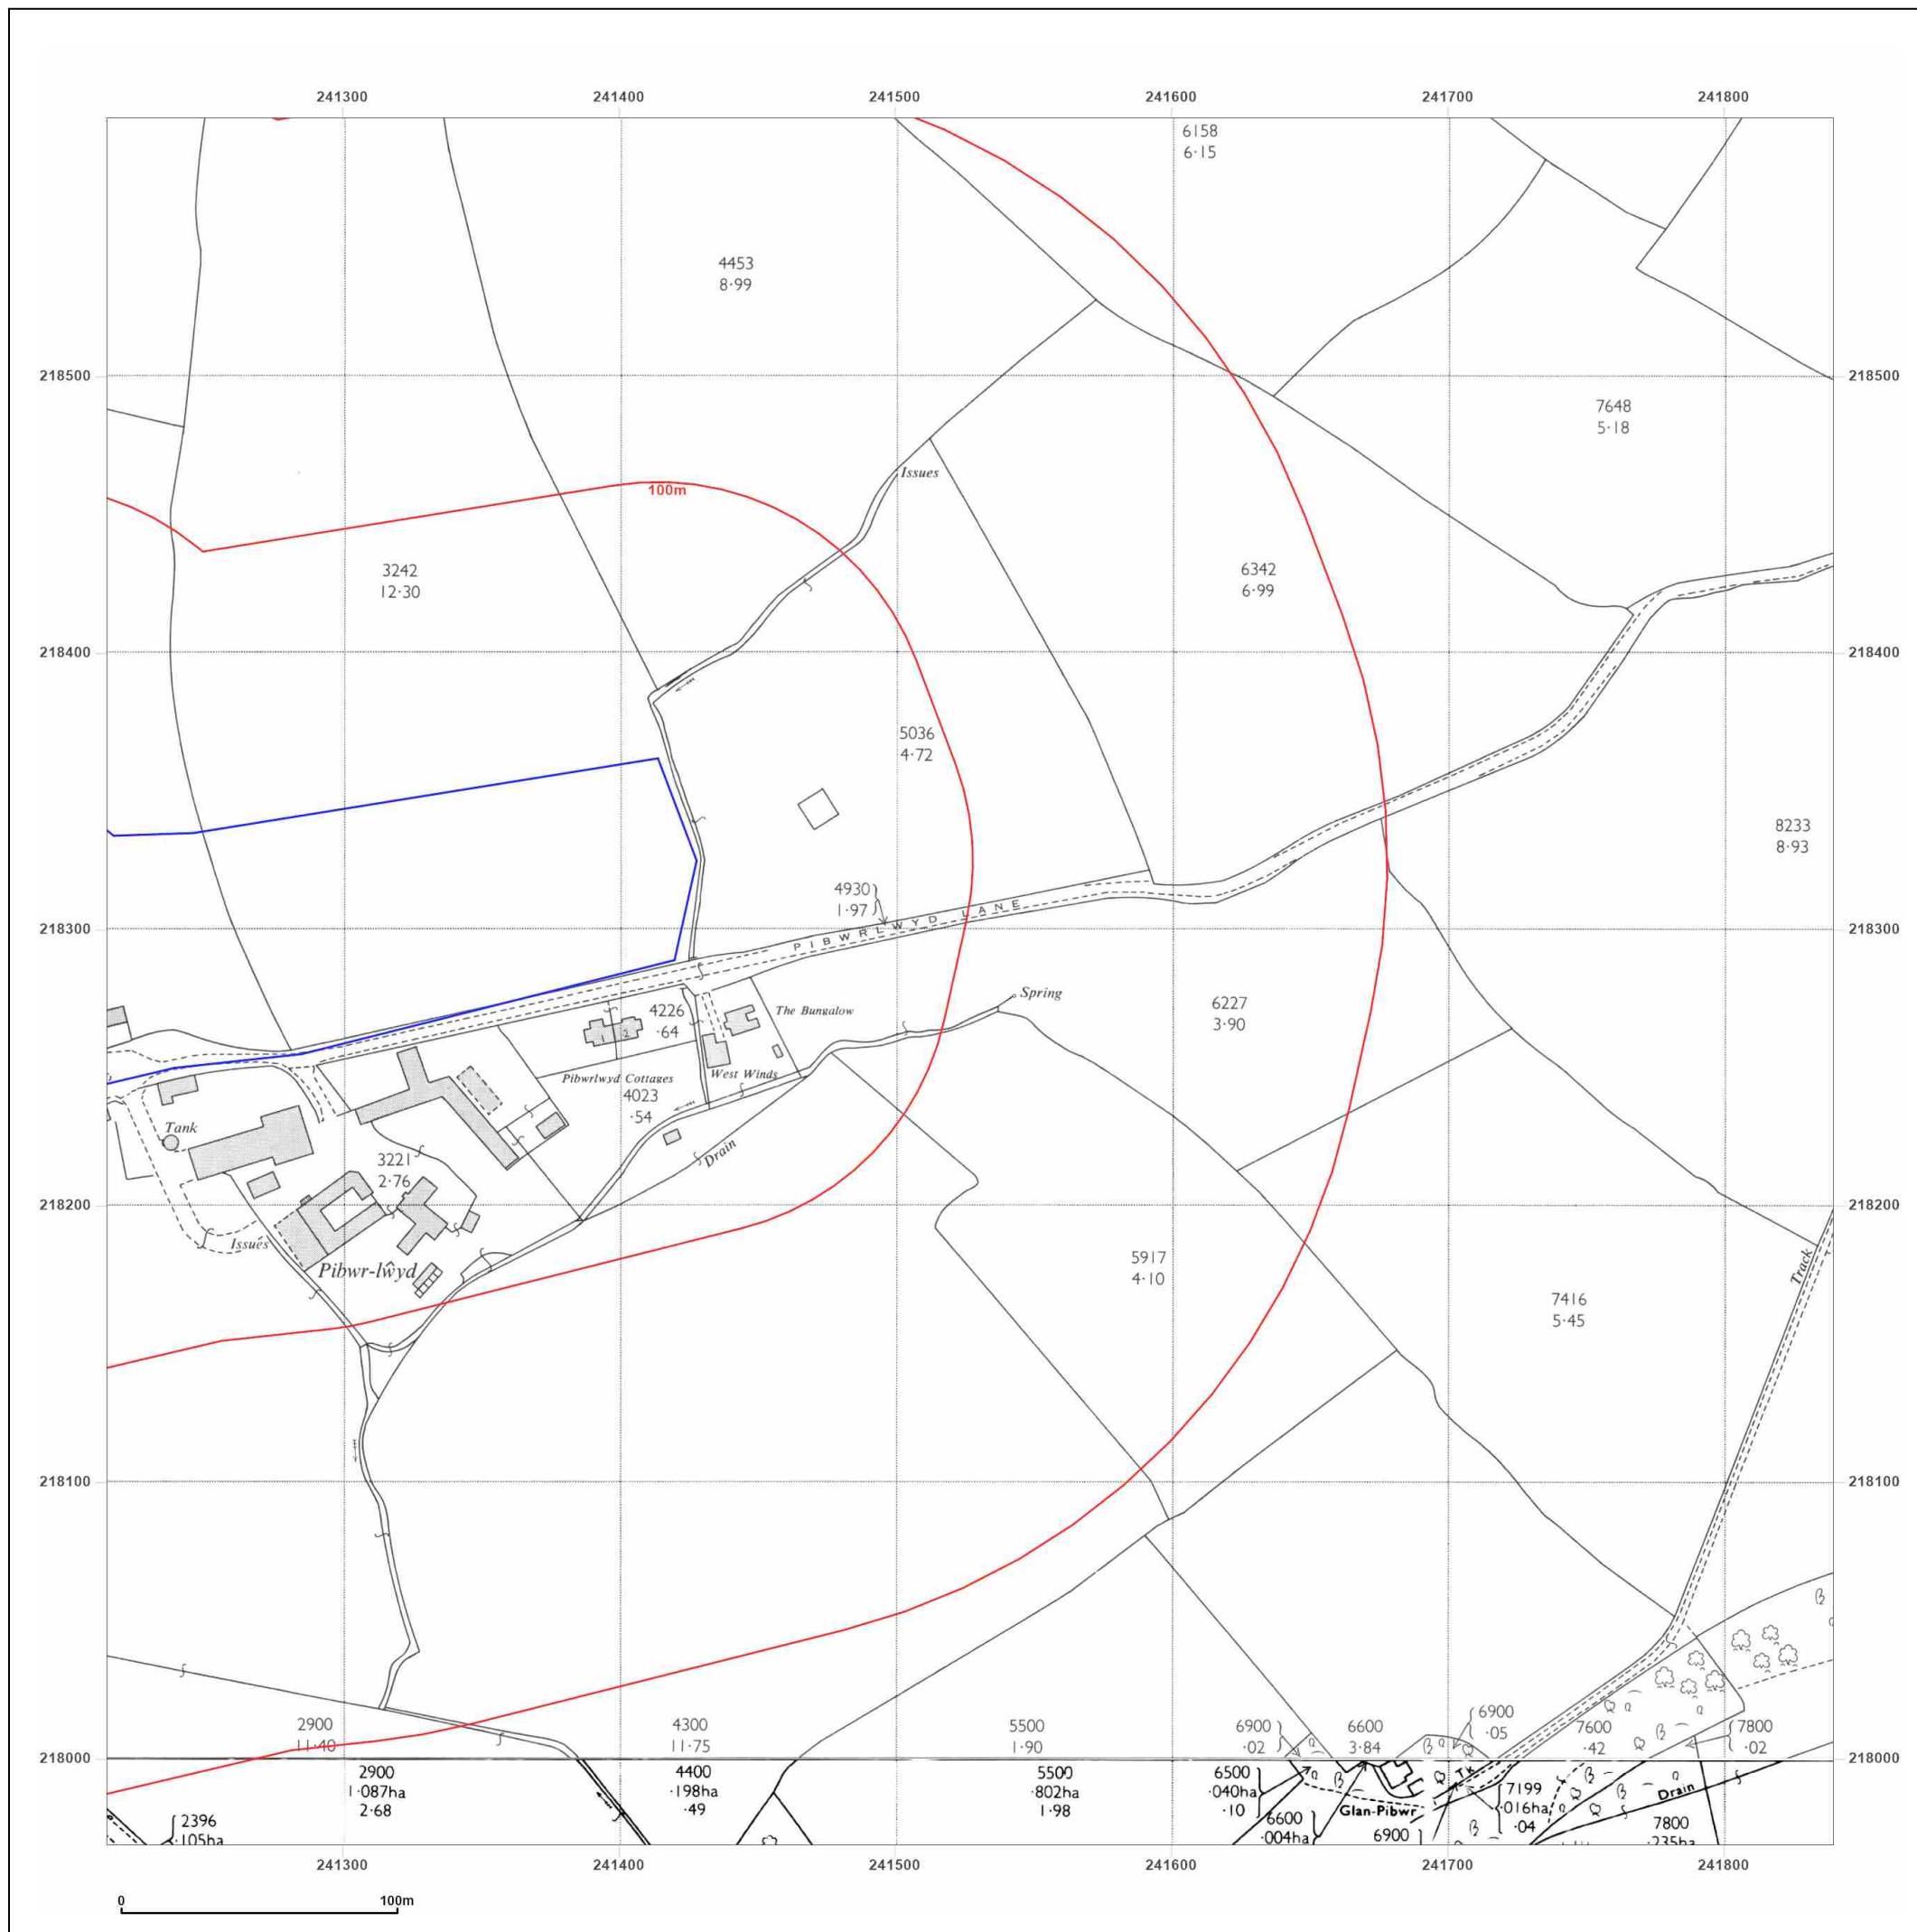 241300 241400 241500 241600 241700 241800
6158
6·15
4453
8·99
218500 218500
7648
5·18
Issues
100m
3242
12·30
6342
6·99
218400 218400
5036
4·72
8233
8·93
4930
1·97
PIBWRLWYD LANE
218300 218300
Spring
6227
3·90
4226
·64
The Bungalow
1 2
Pibwrlwyd Cottages
West Winds
4023
·54
Tank
Drain
3221
2·76
218200 218200
Issues
Pibwr-lŵyd
5917
4·10
Track
7416
5·45
218100 218100
2900
11·40
4300
11·75
5500
1·90
6900
·02
6600
3·84
6900
·05
7600
·42
7800
·02
218000 218000
2900
1·087ha
2·68
4400
·198ha
·49
5500
·802ha
1·98
6500
·040ha
·10
Tk
7199
·016ha
·04
Drain
Glan-Pibwr
2396
·105ha
6600
·004ha
6900
7800
·235ha
241300 241400 241500 241600 241700 241800
0 100m